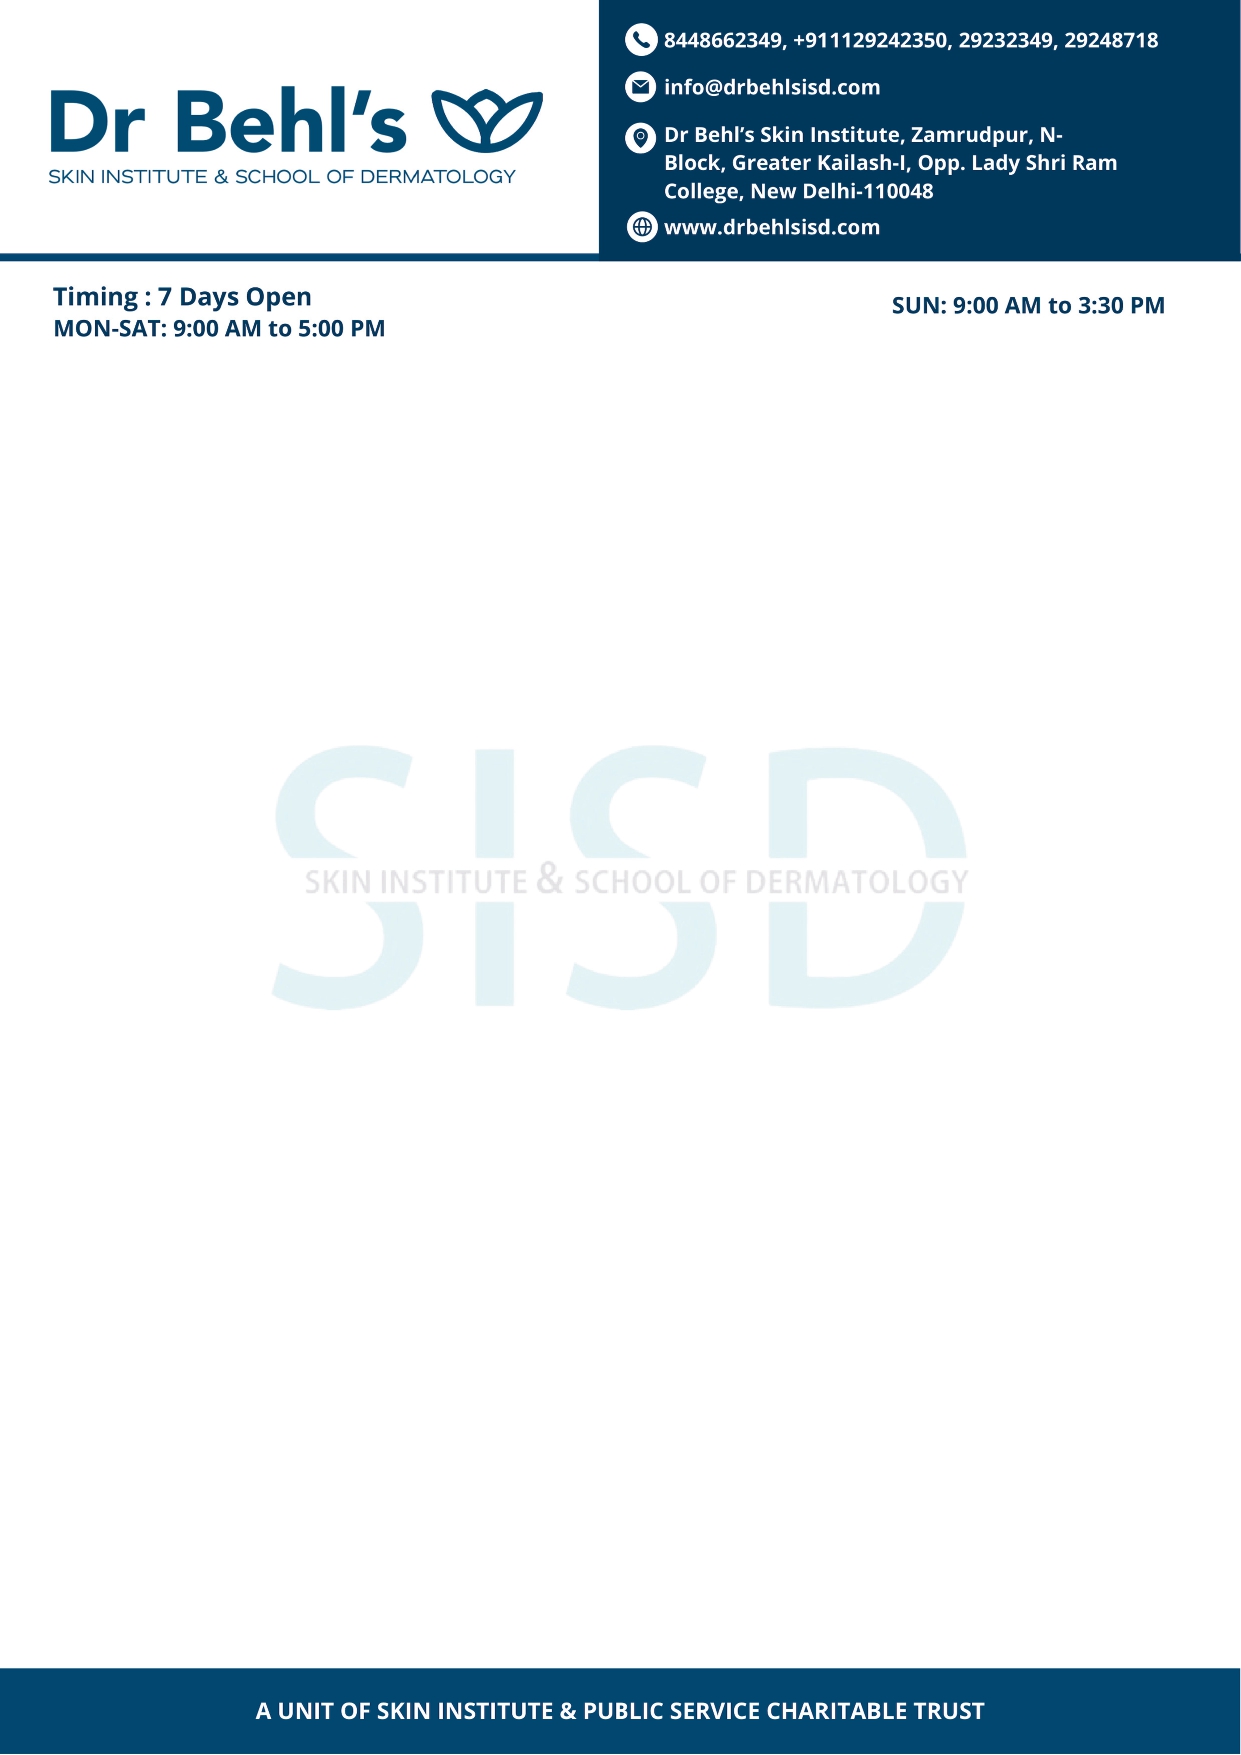 Dr Behl’s
SKIN INSTITUTE & SCHOOL OF DERMATOLOGY
8448662349, +911129242350, 29232349, 29248718
info@drbehlsisd.com
Dr Behl’s Skin Institute, Zamrudpur, N-
Block, Greater Kailash-I, Opp. Lady Shri Ram
College, New Delhi-110048
www.drbehlsisd.com
Timing : 7 Days Open
MON-SAT: 9:00 AM to 5:00 PM
SUN: 9:00 AM to 3:30 PM
SISD
SKIN INSTITUTE & SCHOOL OF DERMATOLOGY
A UNIT OF SKIN INSTITUTE & PUBLIC SERVICE CHARITABLE TRUST